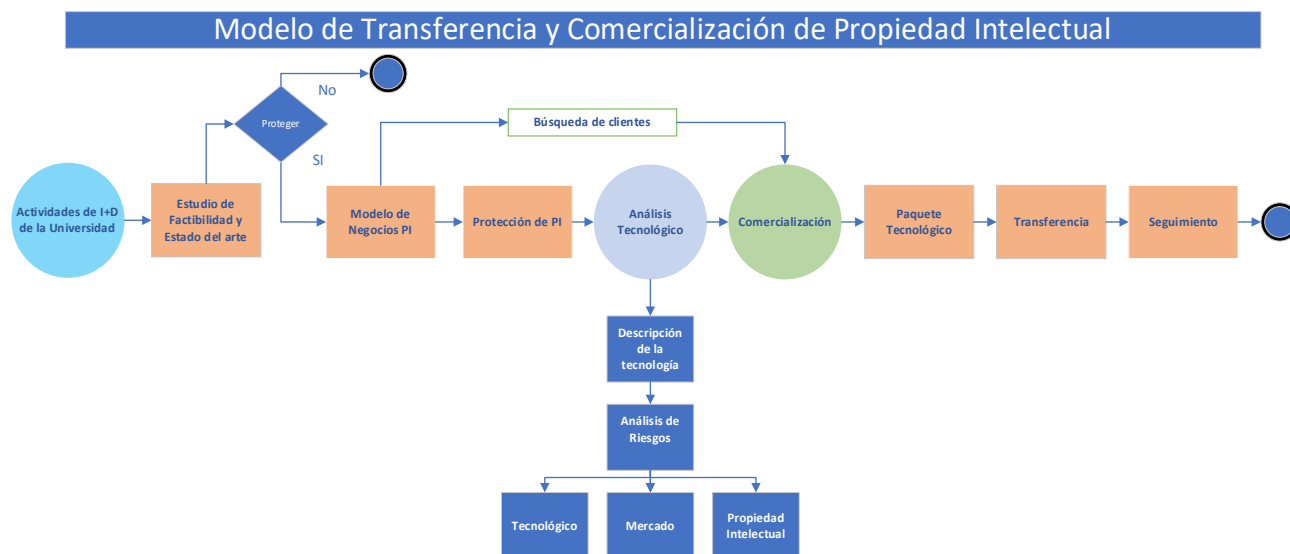 Modelo de Transferencia y Comercialización de Propiedad Intelectual
No
Proteger
SI
Búsqueda de clientes
Actividades de I+D
de la Universidad
Estudio de
Factibilidad y
Estado del arte
Modelo de
Negocios PI
Protección de PI
Análisis
Tecnológico
Comercialización
Paquete
Tecnológico
Transferencia
Seguimiento
Descripción
de la
tecnología
Análisis de
Riesgos
Tecnológico
Mercado
Propiedad
Intelectual